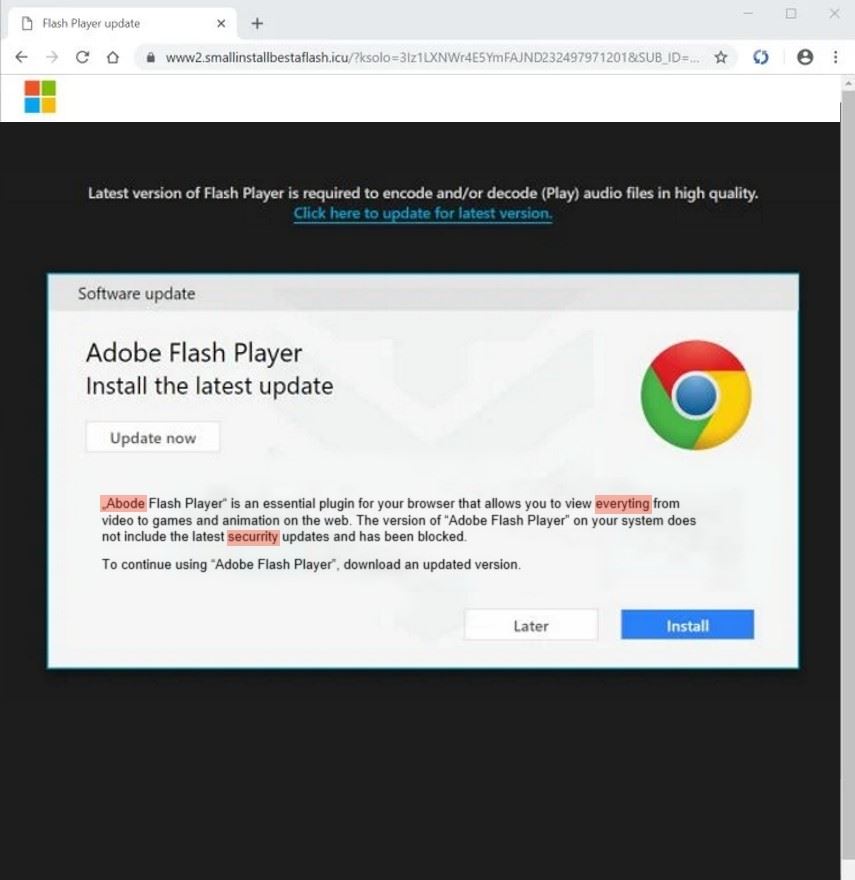 Flash Player update
www2.smallinstallbestaflash.icu/?ksolo=3Iz1LXNWr4E5YmFAJND232497971201&SUB_ID=...
Latest version of Flash Player is required to encode and/or decode (Play) audio files in high quality.
Click here to update for latest version.
Software update
Adobe Flash Player
Install the latest update
Update now
„Abode Flash Player“ is an essential plugin for your browser that allows you to view everyting from
video to games and animation on the web. The version of “Adobe Flash Player” on your system does
not include the latest securrity updates and has been blocked.
To continue using “Adobe Flash Player”, download an updated version.
Later
Install